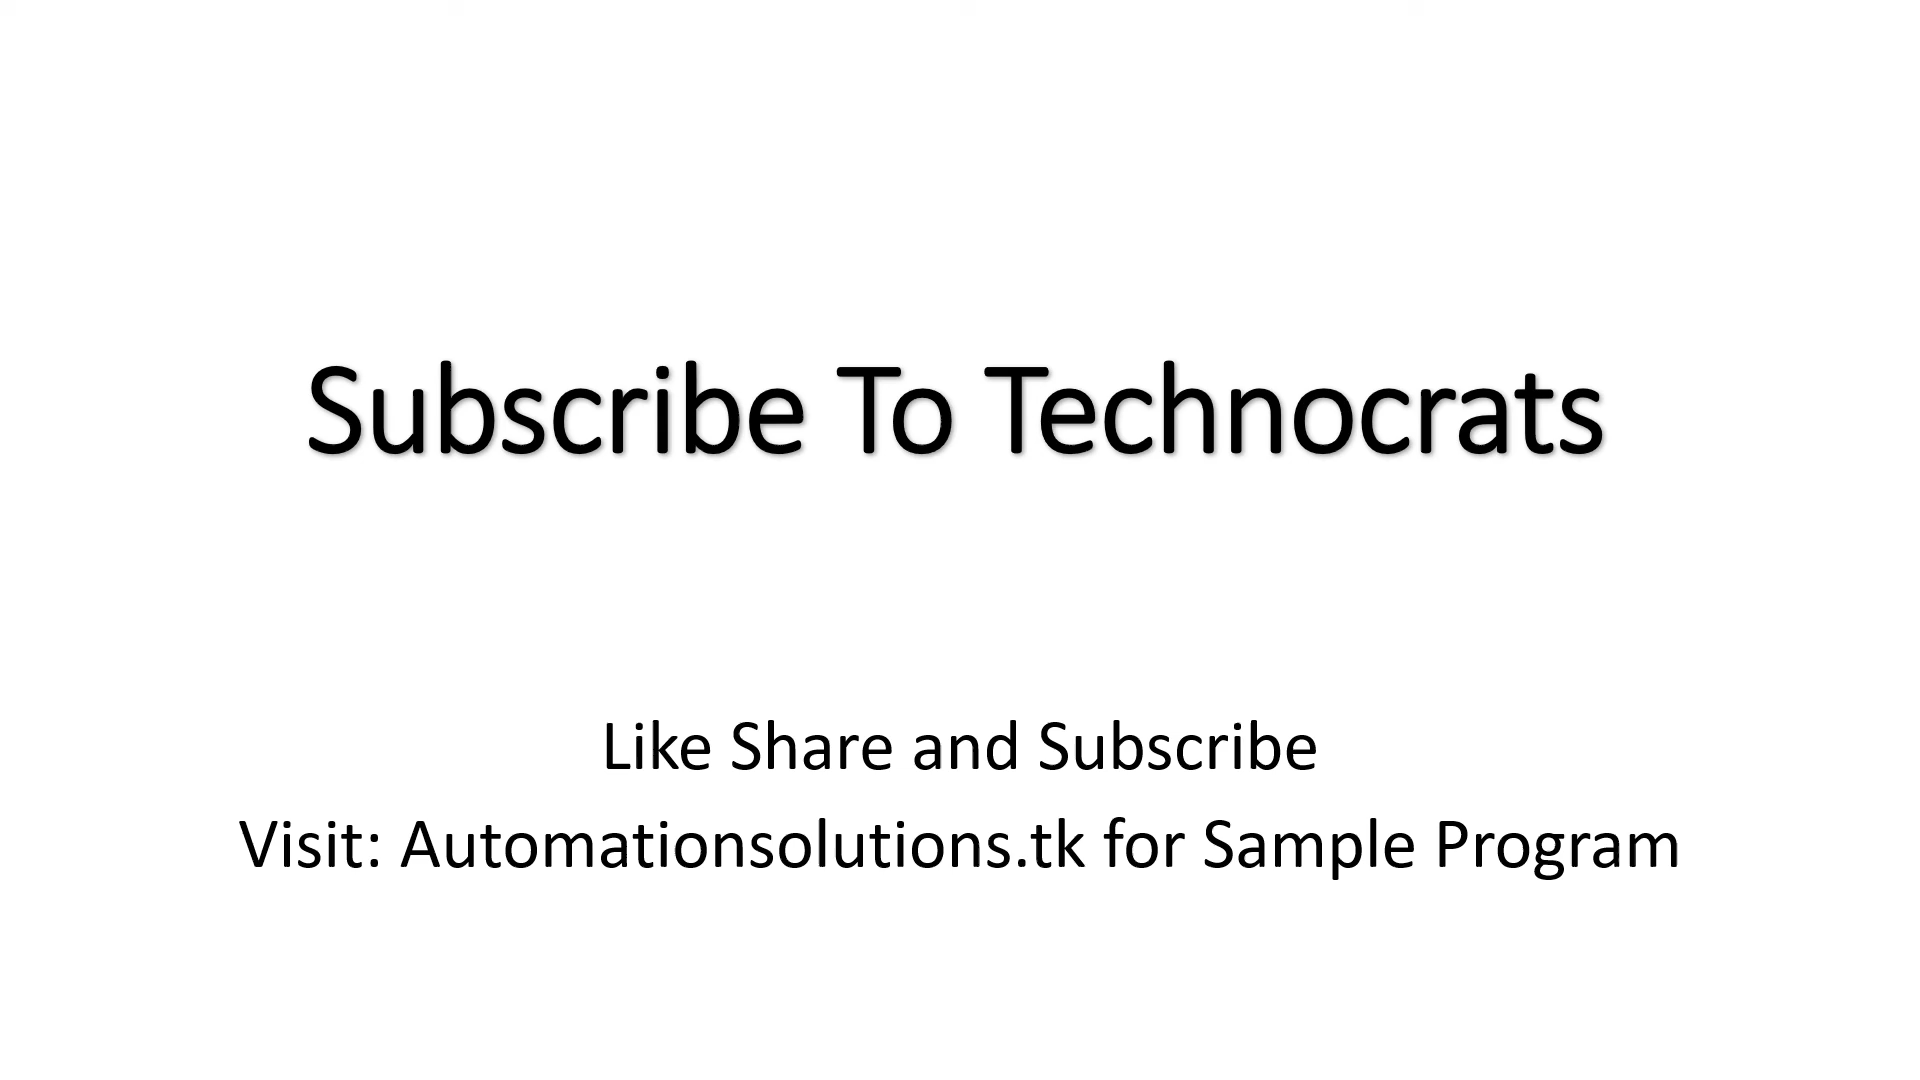 Subscribe To Technocrats
Like Share and Subscribe
Visit: Automationsolutions.tk for Sample Program